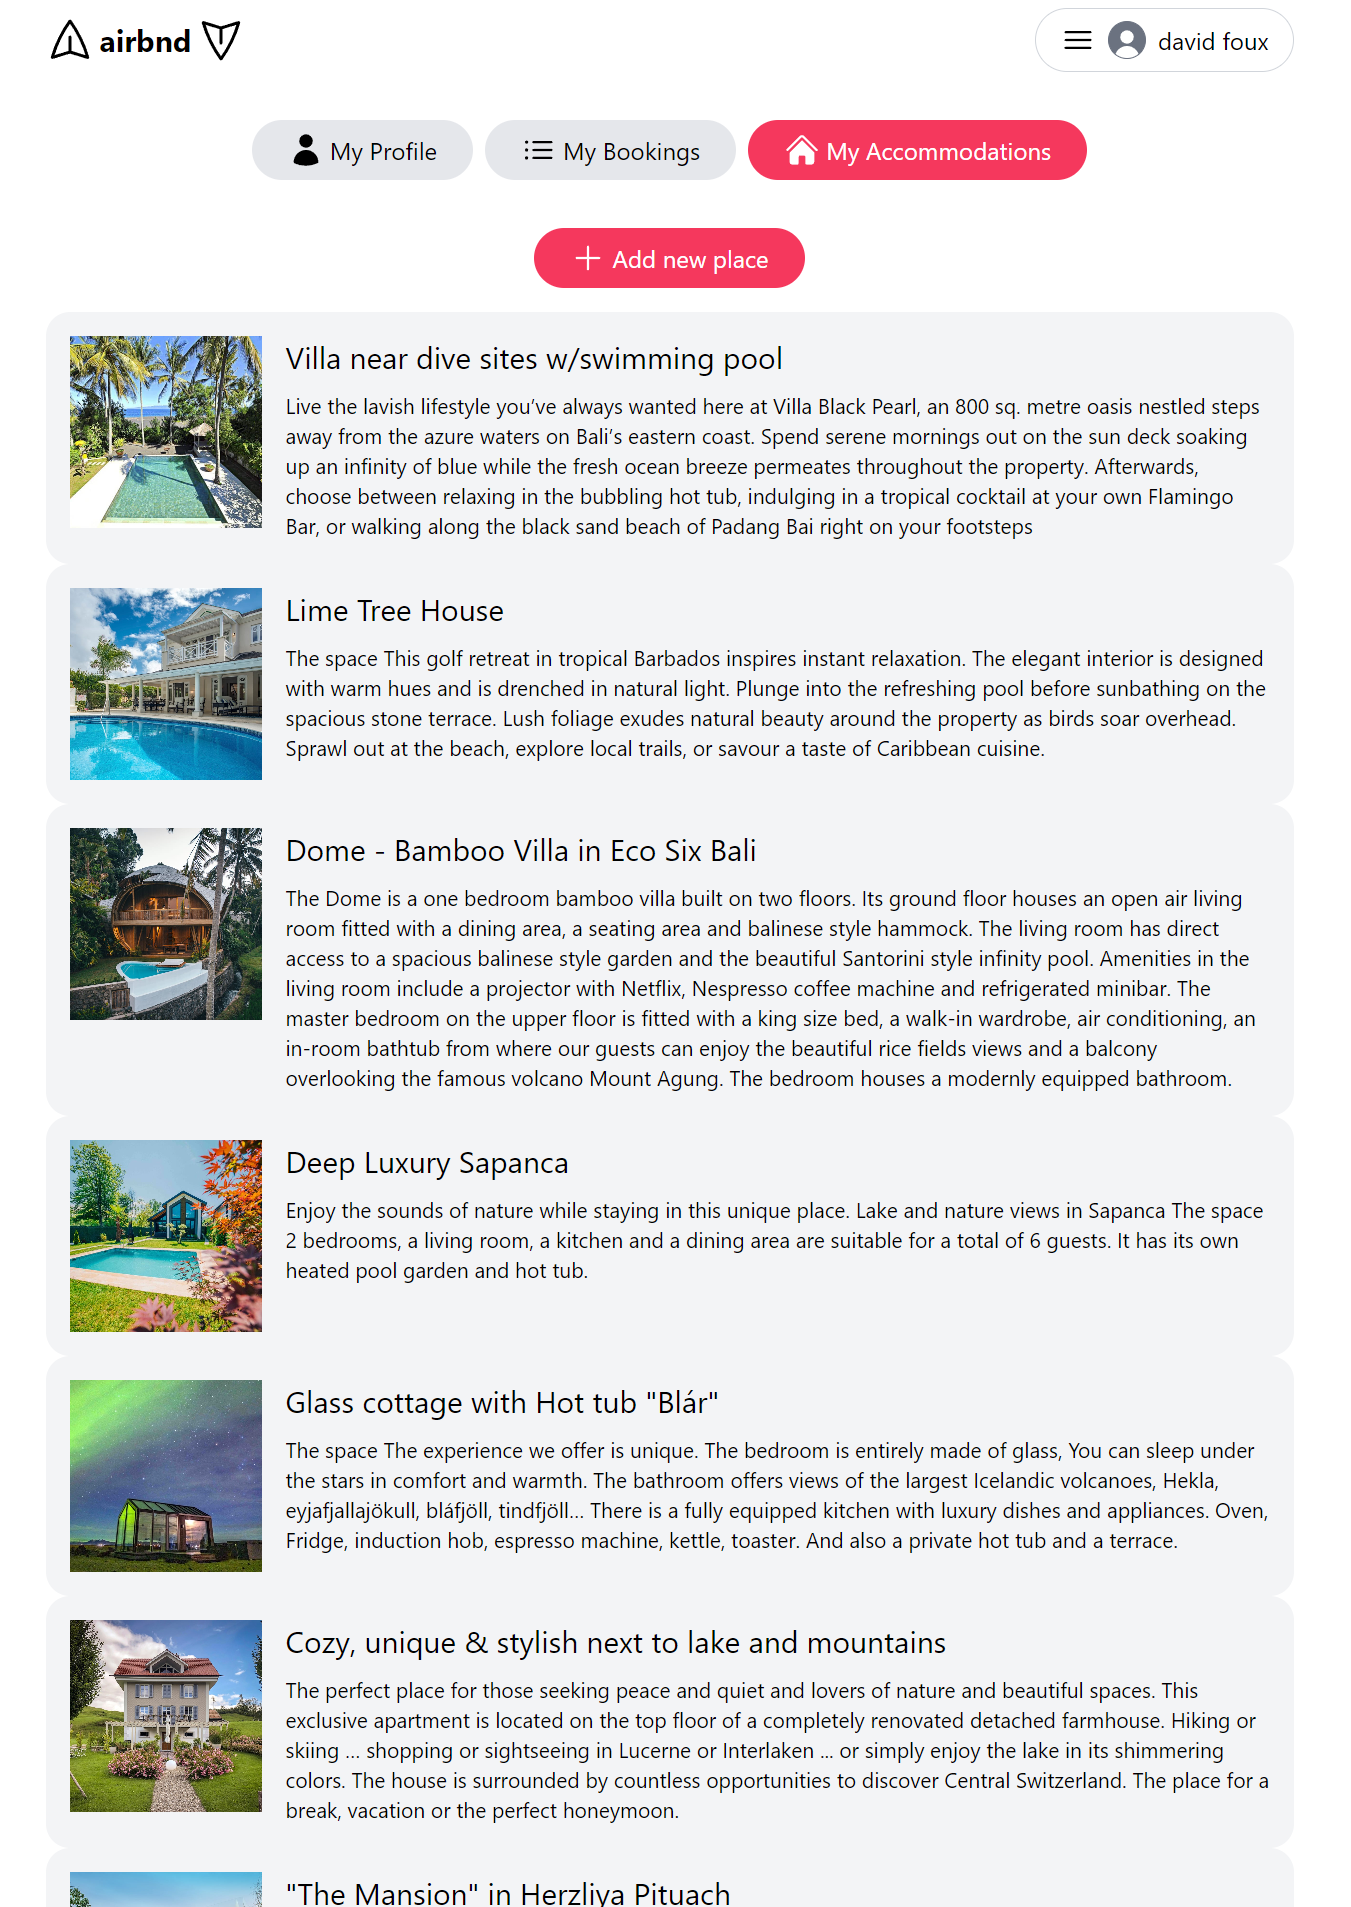 airbnd
david foux
My Profile
My Bookings
My Accommodations
Add new place
Villa near dive sites w/swimming pool
Live the lavish lifestyle you’ve always wanted here at Villa Black Pearl, an 800 sq. metre oasis nestled steps
away from the azure waters on Bali’s eastern coast. Spend serene mornings out on the sun deck soaking
up an infinity of blue while the fresh ocean breeze permeates throughout the property. Afterwards,
choose between relaxing in the bubbling hot tub, indulging in a tropical cocktail at your own Flamingo
Bar, or walking along the black sand beach of Padang Bai right on your footsteps
Lime Tree House
The space This golf retreat in tropical Barbados inspires instant relaxation. The elegant interior is designed
with warm hues and is drenched in natural light. Plunge into the refreshing pool before sunbathing on the
spacious stone terrace. Lush foliage exudes natural beauty around the property as birds soar overhead.
Sprawl out at the beach, explore local trails, or savour a taste of Caribbean cuisine.
Dome - Bamboo Villa in Eco Six Bali
The Dome is a one bedroom bamboo villa built on two floors. Its ground floor houses an open air living
room fitted with a dining area, a seating area and balinese style hammock. The living room has direct
access to a spacious balinese style garden and the beautiful Santorini style infinity pool. Amenities in the
living room include a projector with Netflix, Nespresso coffee machine and refrigerated minibar. The
master bedroom on the upper floor is fitted with a king size bed, a walk-in wardrobe, air conditioning, an
in-room bathtub from where our guests can enjoy the beautiful rice fields views and a balcony
overlooking the famous volcano Mount Agung. The bedroom houses a modernly equipped bathroom.
Deep Luxury Sapanca
Enjoy the sounds of nature while staying in this unique place. Lake and nature views in Sapanca The space
2 bedrooms, a living room, a kitchen and a dining area are suitable for a total of 6 guests. It has its own
heated pool garden and hot tub.
Glass cottage with Hot tub "Blár"
The space The experience we offer is unique. The bedroom is entirely made of glass, You can sleep under
the stars in comfort and warmth. The bathroom offers views of the largest Icelandic volcanoes, Hekla,
eyjafjallajökull, bláfjöll, tindfjöll... There is a fully equipped kitchen with luxury dishes and appliances. Oven,
Fridge, induction hob, espresso machine, kettle, toaster. And also a private hot tub and a terrace.
Cozy, unique & stylish next to lake and mountains
The perfect place for those seeking peace and quiet and lovers of nature and beautiful spaces. This
exclusive apartment is located on the top floor of a completely renovated detached farmhouse. Hiking or
skiing ... shopping or sightseeing in Lucerne or Interlaken ... or simply enjoy the lake in its shimmering
colors. The house is surrounded by countless opportunities to discover Central Switzerland. The place for a
break, vacation or the perfect honeymoon.
"The Mansion" in Herzliya Pituach